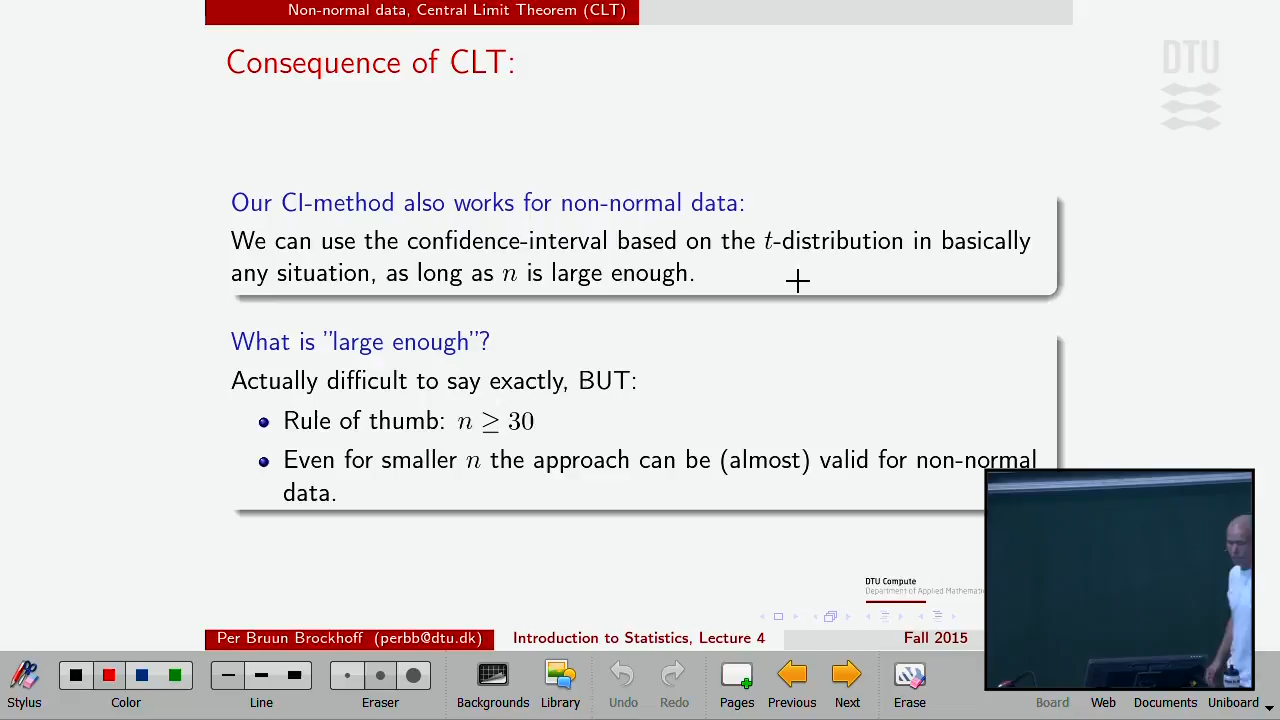 Non-normal data, Central Limit Theorem (CLT)
Consequence of CLT:
DTU
Our CI-method also works for non-normal data:
We can use the confidence-interval based on the t-distribution in basically
any situation, as long as n is large enough.
What is ”large enough”?
Actually difficult to say exactly, BUT:
Rule of thumb: n ≥ 30
Even for smaller n the approach can be (almost) valid for non-normal
data.
DTU Compute
Department of Applied Mathema
Per Bruun Brockhoff (perbb@dtu.dk)
Introduction to Statistics, Lecture 4
Fall 2015
Stylus
Color
Line
Eraser
Backgrounds
Library
Undo
Redo
Pages
Previous
Next
Erase
Board
Web
Documents
Uniboard